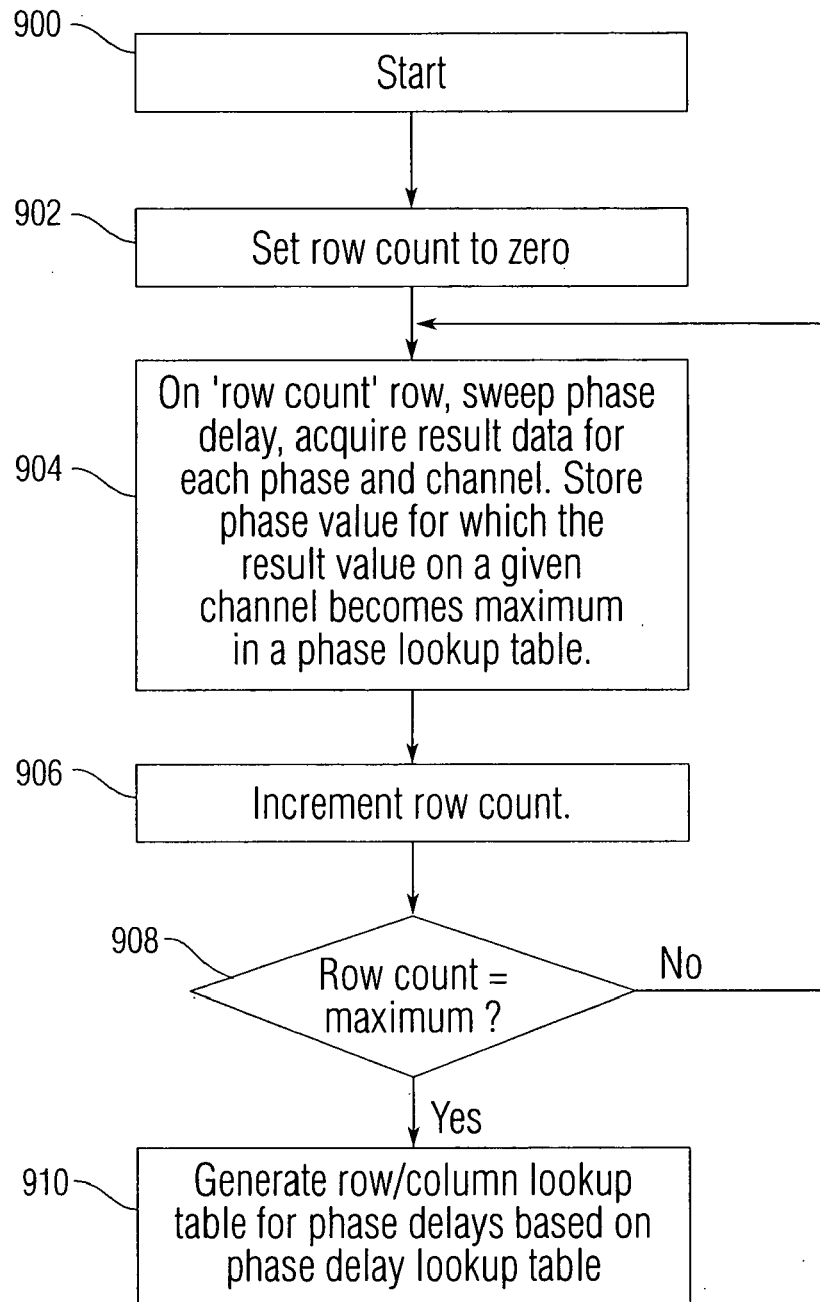 900
Start
902
Set row count to zero
904
On 'row count' row, sweep phase
delay, acquire result data for
each phase and channel. Store
phase value for which the
result value on a given
channel becomes maximum
in a phase lookup table.
906
Increment row count.
908
Row count =
maximum ?
No
Yes
910
Generate row/column lookup
table for phase delays based on
phase delay lookup table